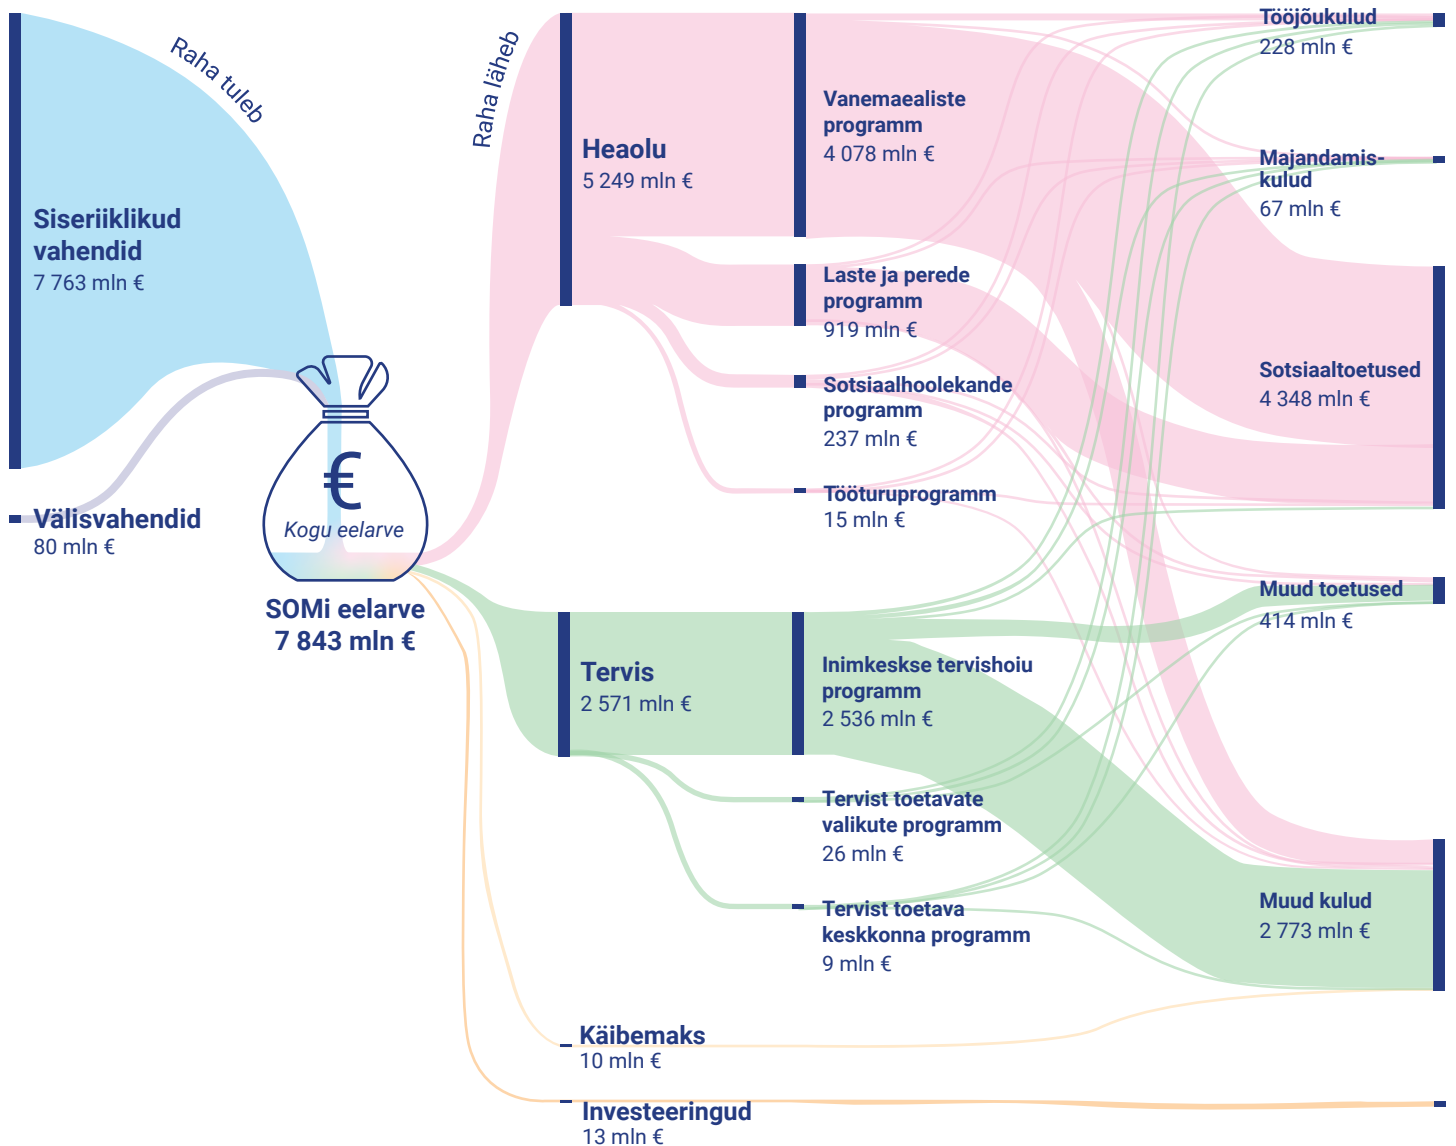 Raha tuleb
Siseriiklikud
vahendid
7 763 mln €
Välisvahendid
80 mln €
€
Kogu eelarve
SOMi eelarve
7 843 mln €
Raha läheb
Heaolu
5 249 mln €
Tervis
2 571 mln €
Käibemaks
10 mln €
Investeeringud
13 mln €
Vanemaealiste
programm
4 078 mln €
Laste ja perede
programm
919 mln €
Sotsiaalhoolekande
programm
237 mln €
Tööturuprogramm
15 mln €
Inimkeskse tervishoiu
programm
2 536 mln €
Tervist toetavate
valikute programm
26 mln €
Tervist toetava
keskkonna programm
9 mln €
Tööjõukulud
228 mln €
Majandamis-
kulud
67 mln €
Sotsiaaltoetused
4 348 mln €
Muud toetused
414 mln €
Muud kulud
2 773 mln €